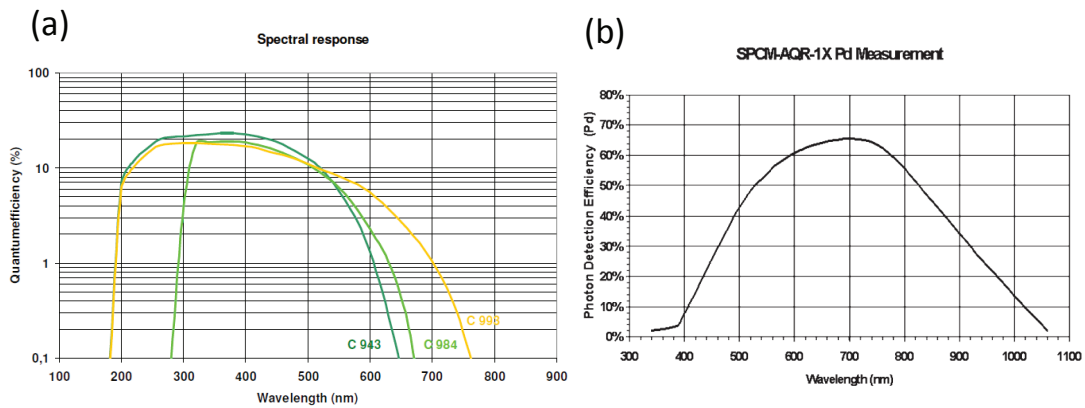 (a)
Spectral response
Quantumefficiency (%)
100
10
1
0,1
C 943
C 984
C 993
100 200 300 400 500 600 700 800 900
Wavelength (nm)
(b)
SPCM-AQR-1X Pd Measurement
Photon Detection Efficiency (Pd)
80%
70%
60%
50%
40%
30%
20%
10%
0%
300 400 500 600 700 800 900 1000 1100
Wavelength (nm)